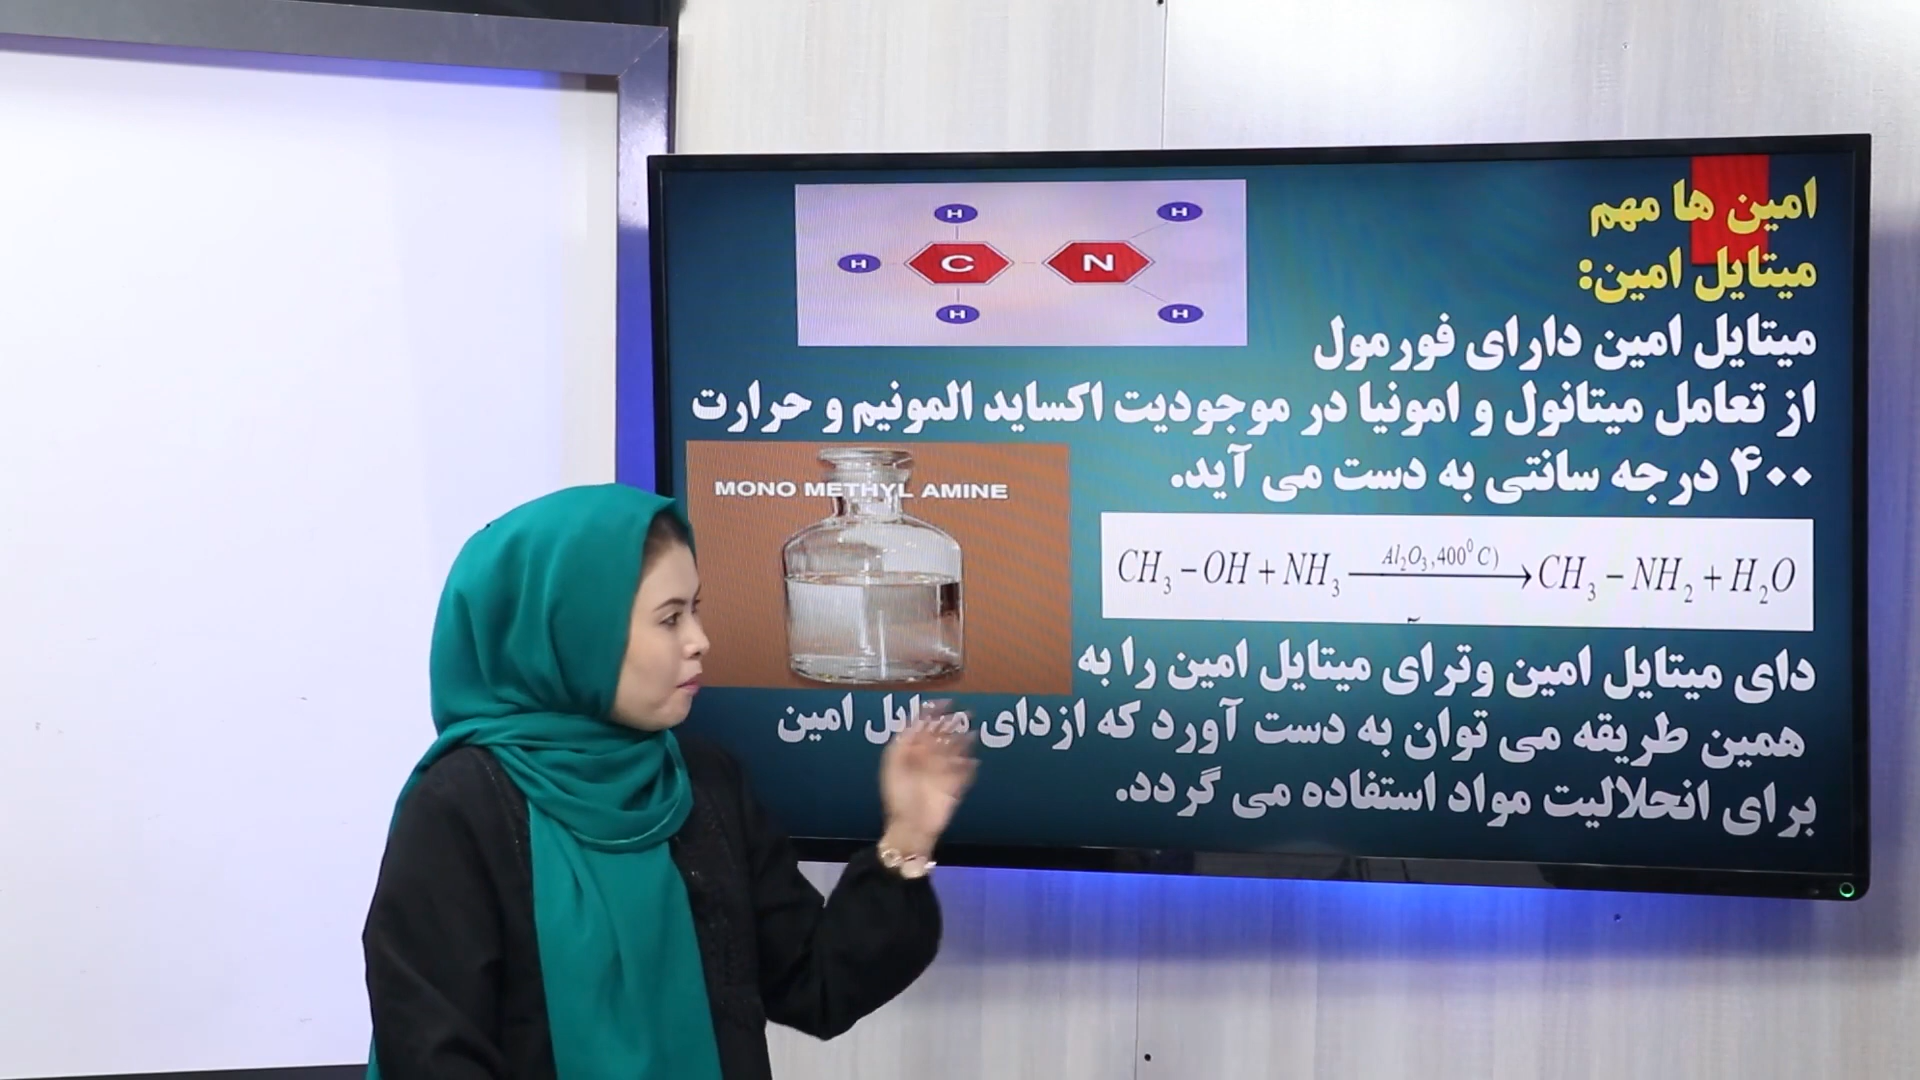 امین ها مهم
میتایل امین:
میتایل امین دارای فورمول
از تعامل میتانول و امونیا در موجودیت اکساید المونیم و حرارت
۴۰۰ درجه سانتی به دست می آید.
CH₃ – OH + NH₃ ⟶ CH₃ – NH₂ + H₂O
Al₂O₃, 400⁰ C)
دای میتایل امین وترای میتایل امین را به
همین طریقه می توان به دست آورد که ازدای میتایل امین
برای انحلالیت مواد استفاده می گردد.
MONO METHYL AMINE
H H
H C N
H H